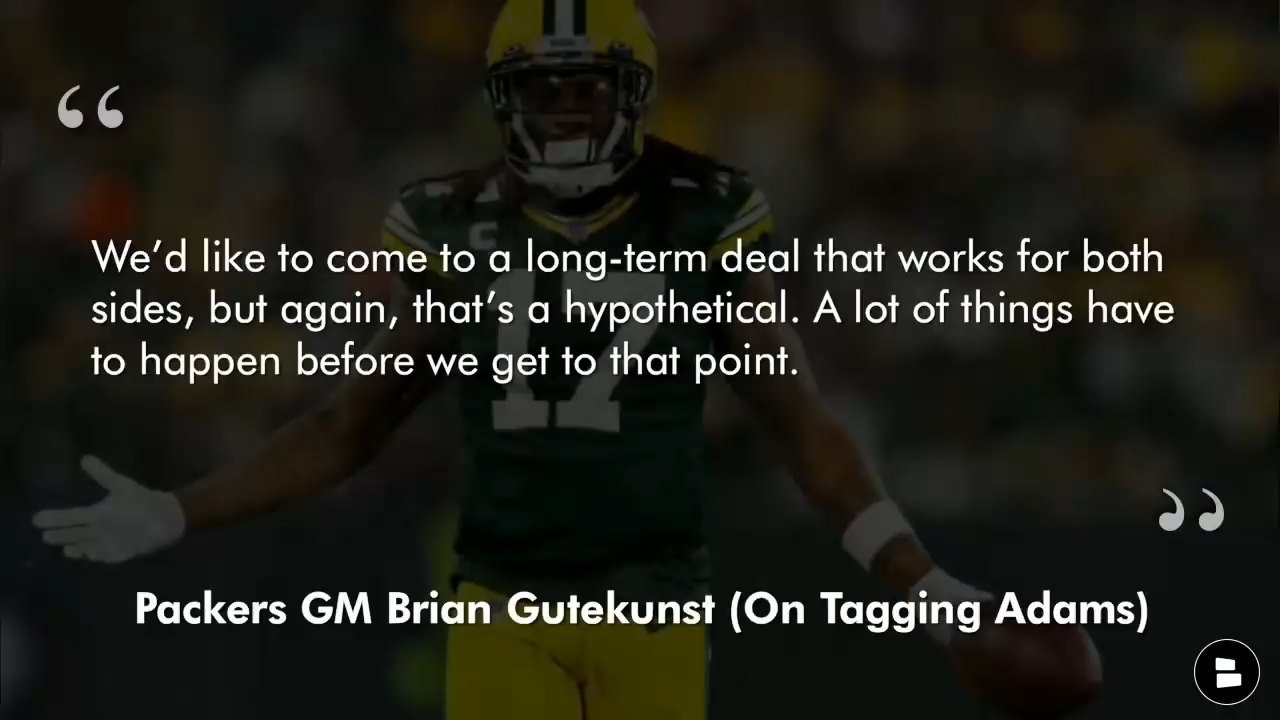 “
We’d like to come to a long-term deal that works for both
sides, but again, that’s a hypothetical. A lot of things have
to happen before we get to that point.
17
”
Packers GM Brian Gutekunst (On Tagging Adams)